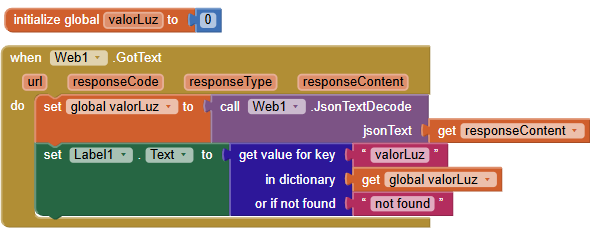 initialize global valorLuz to 0
when Web1 .GotText
url responseCode responseType responseContent
do set global valorLuz to call Web1 .JsonTextDecode
jsonText get responseContent
set Label1 . Text to get value for key " valorLuz "
in dictionary get global valorLuz
or if not found " not found "